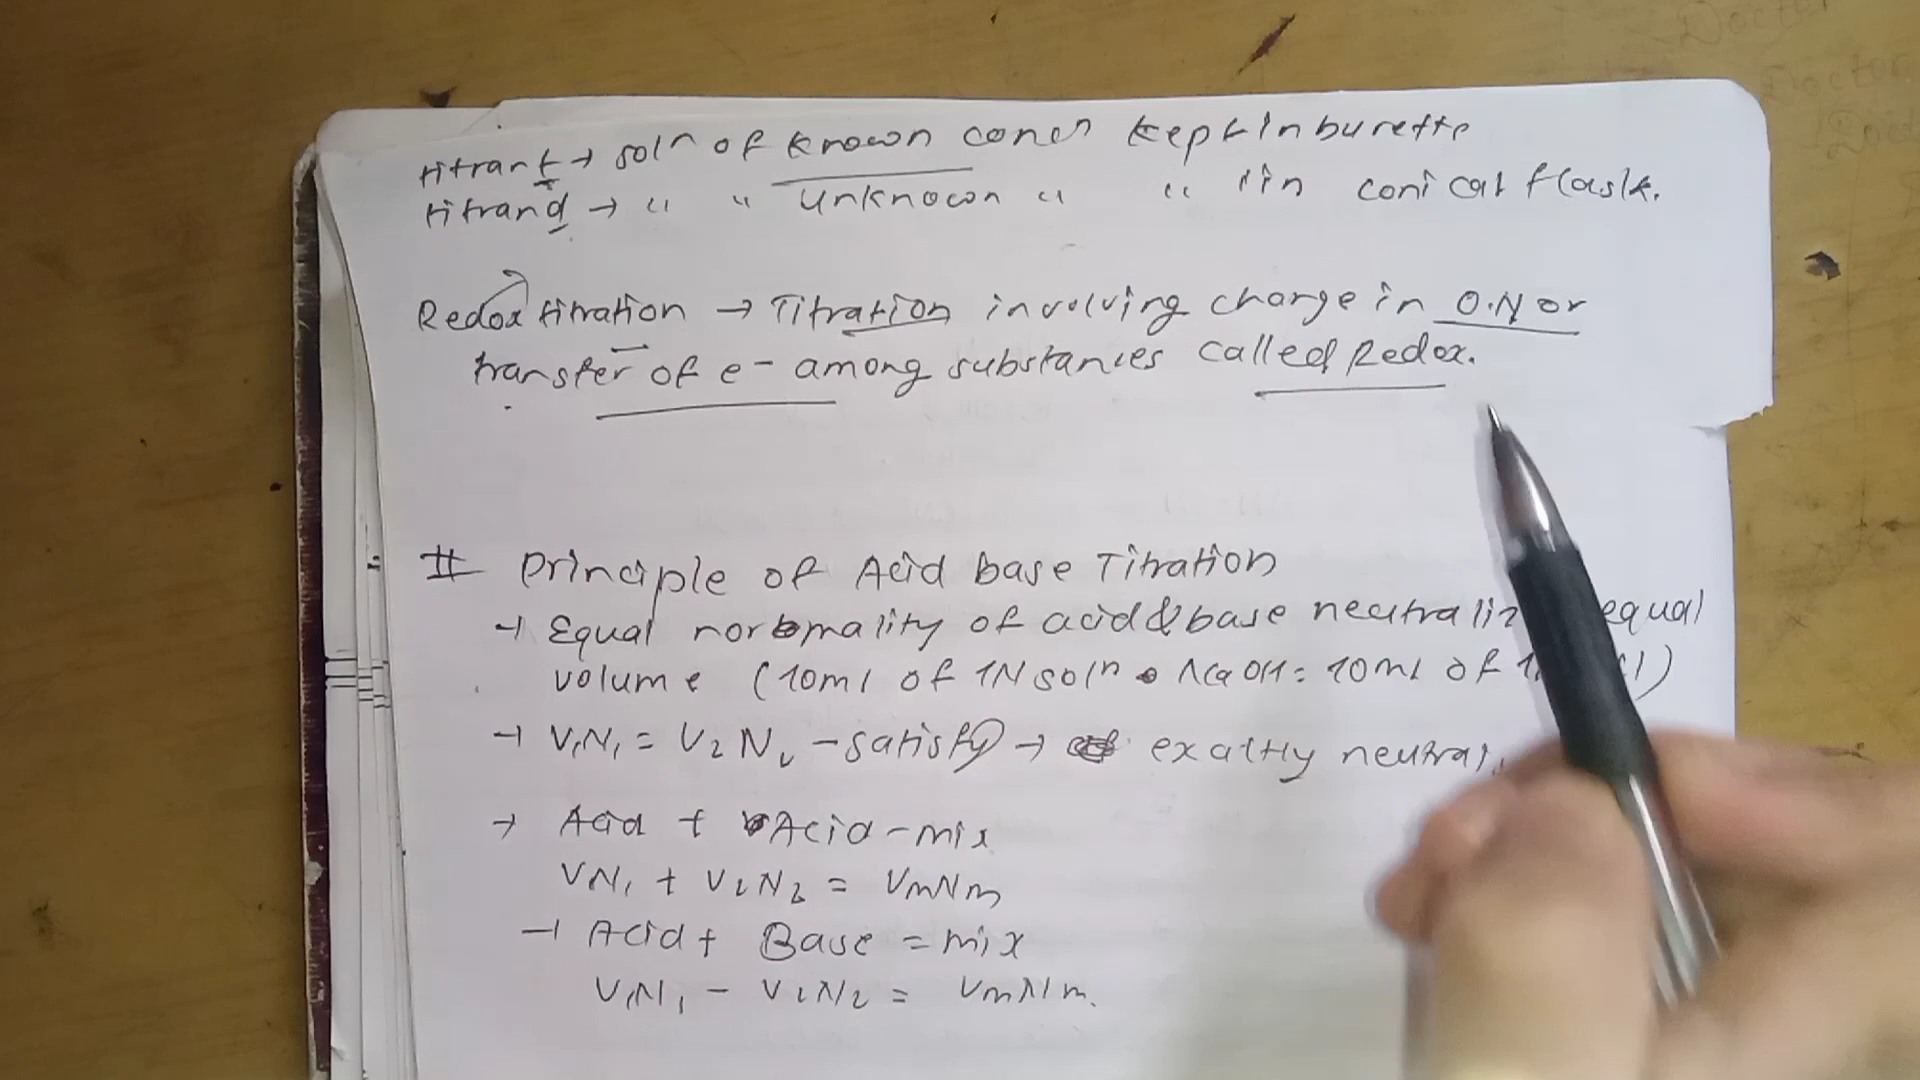 titrant → soln of known concn kept in burette
titrand → " " unknown " " in conical flask.
Redox titration → Titration involving change in O.N or
transfer of e- among substances called Redox.
# Principle of Acid base Titration
→ Equal normality of acid & base neutraliz equal
volume (10ml of 1N soln NaOH = 10ml of 1
→ V1N1 = V2N2 - satisfy → exactly neutral.
→ Acid + Acid - mix
VN1 + V2N2 = VmNm
→ Acid + Base = mix
V1N1 - V2N2 = VmNm.